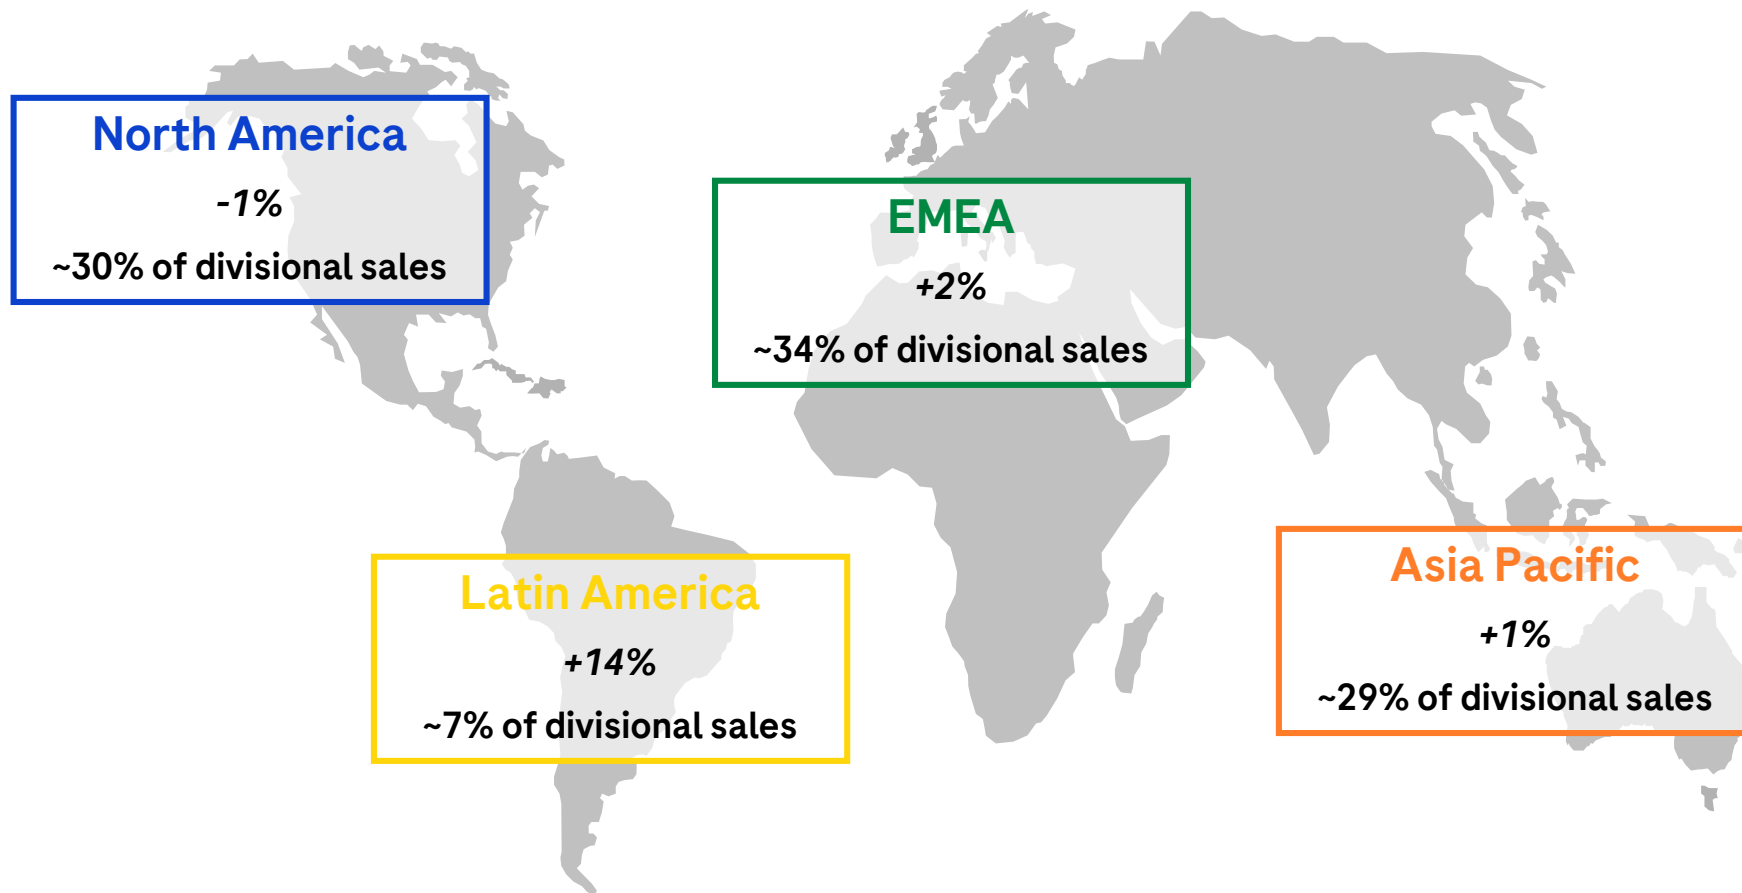 North America
-1%
~30% of divisional sales
EMEA
+2%
~34% of divisional sales
Latin America
+14%
~7% of divisional sales
Asia Pacific
+1%
~29% of divisional sales